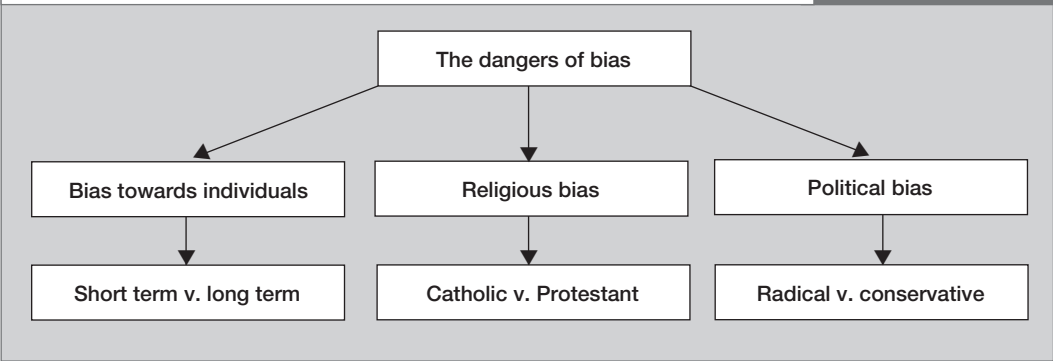 The dangers of bias
Bias towards individuals
Religious bias
Political bias
Short term v. long term
Catholic v. Protestant
Radical v. conservative